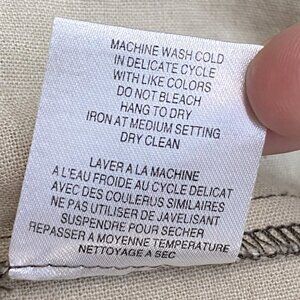 MACHINE WASH COLD
IN DELICATE CYCLE
WITH LIKE COLORS
DO NOT BLEACH
HANG TO DRY
IRON AT MEDIUM SETTING
DRY CLEAN
LAVER A LA MACHINE
A L'EAU FROIDE AU CYCLE DELICAT
AVEC DES COULERUS SIMILAIRES
NE PAS UTILISER DE JAVELISANT
SUSPENDRE POUR SECHER
REPASSER A MOYENNE TEMPERATURE
NETTOYAGE A SEC